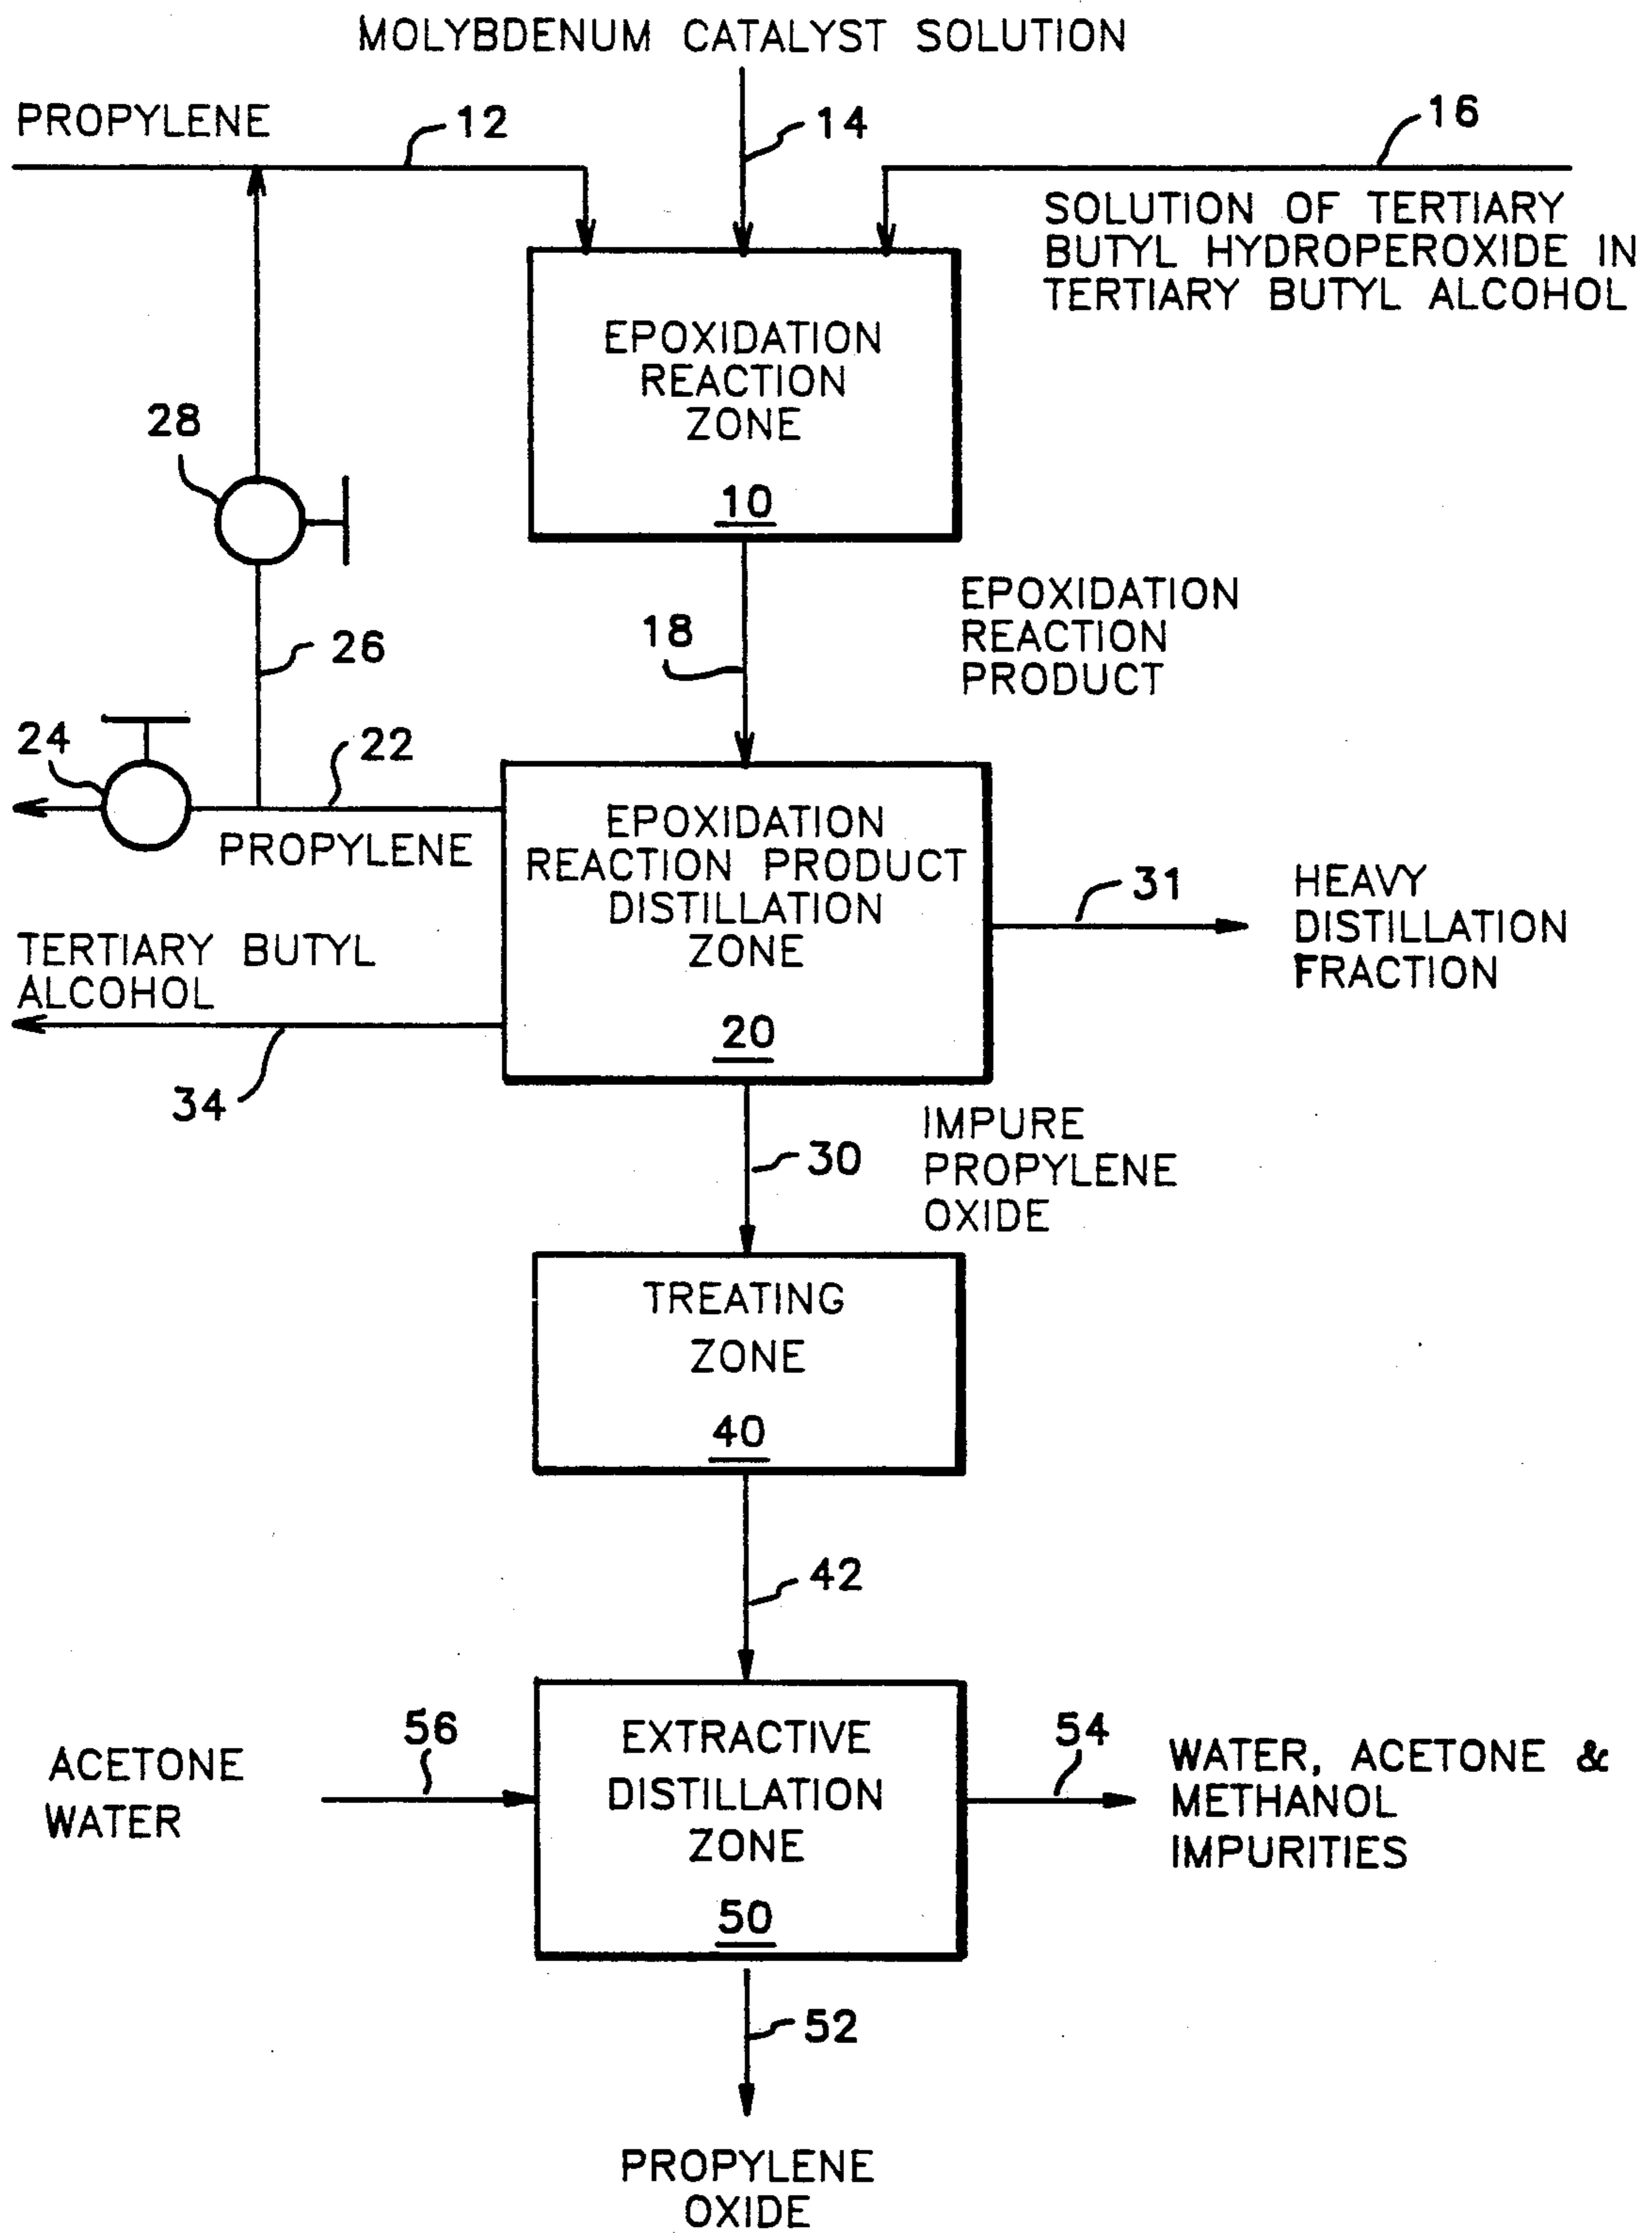 MOLYBDENUM CATALYST SOLUTION
PROPYLENE
12
14
16
SOLUTION OF TERTIARY
BUTYL HYDROPEROXIDE IN
TERTIARY BUTYL ALCOHOL
EPOXIDATION
REACTION
ZONE
10
28
EPOXIDATION
REACTION
PRODUCT
18
26
24
22
PROPYLENE
EPOXIDATION
REACTION PRODUCT
DISTILLATION
ZONE
20
31
HEAVY
DISTILLATION
FRACTION
TERTIARY BUTYL
ALCOHOL
34
IMPURE
PROPYLENE
OXIDE
30
TREATING
ZONE
40
42
ACETONE
WATER
56
EXTRACTIVE
DISTILLATION
ZONE
50
54
WATER, ACETONE &
METHANOL
IMPURITIES
52
PROPYLENE
OXIDE